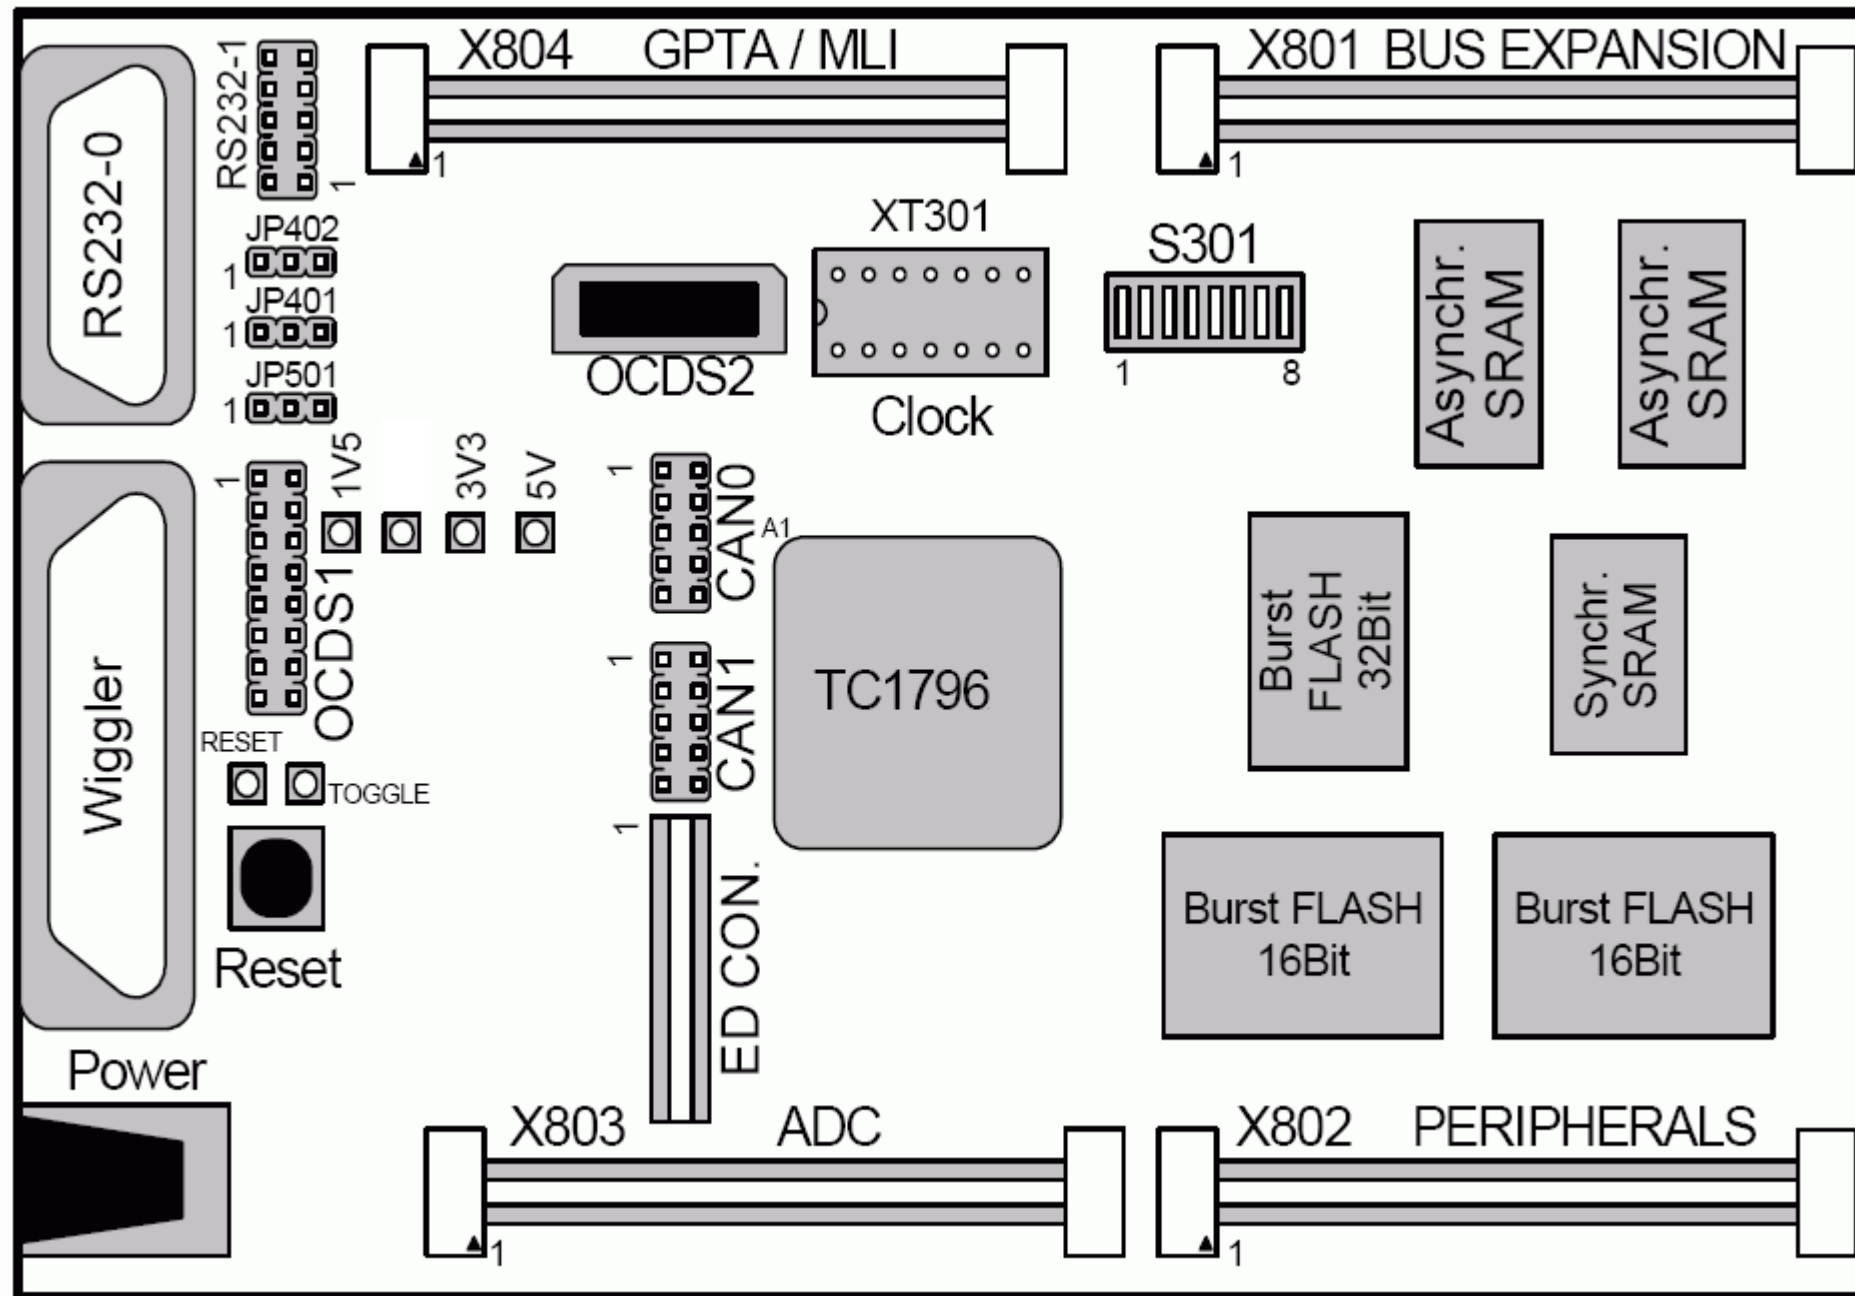 X804 GPTA / MLI
X801 BUS EXPANSION
RS232-1
1
1
1
RS232-0
JP402
1
JP401
1
JP501
1
XT301
Clock
S301
1
8
OCDS2
Asynchr.
SRAM
Asynchr.
SRAM
1
1V5
3V3
5V
OCDS1
1
CAN0
A1
1
CAN1
TC1796
Burst
FLASH
32Bit
Synchr.
SRAM
Wiggler
RESET
TOGGLE
Reset
1
ED CON.
Burst FLASH
16Bit
Burst FLASH
16Bit
Power
X803 ADC
1
X802 PERIPHERALS
1